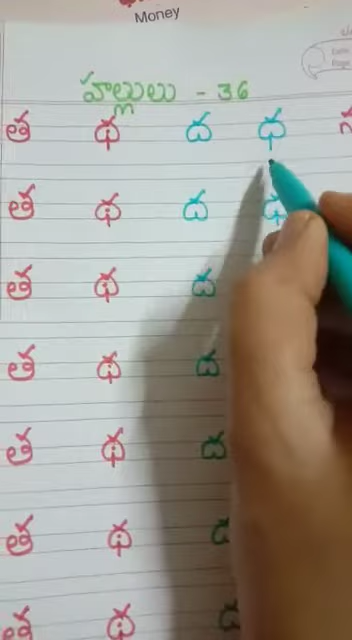 Money
హల్లులు - 36
త థ ద ధ న
త థ ద ధ
త థ ద
త థ ద
త థ ద
త థ ద
త థ ద